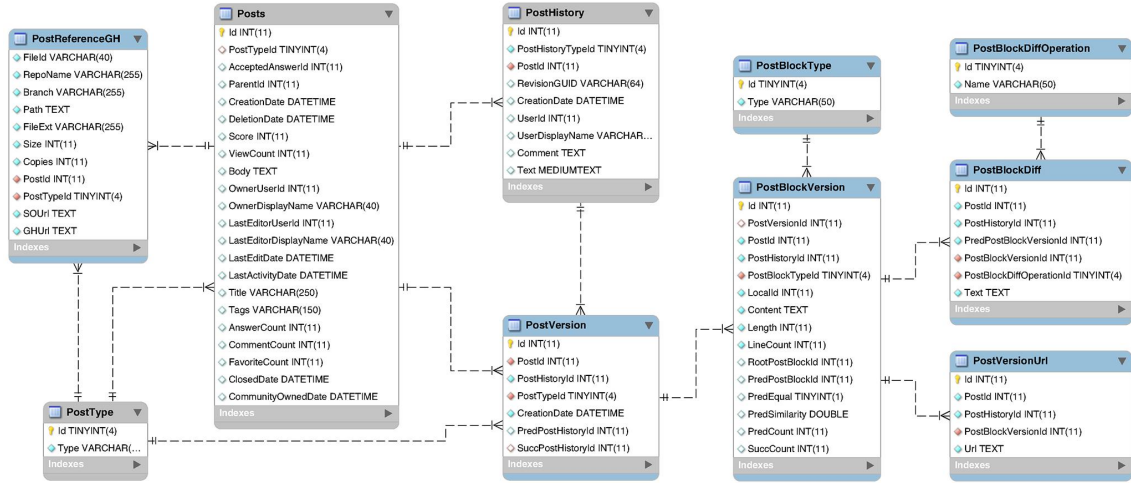 PostReferenceGH
FileId VARCHAR(40)
RepoName VARCHAR(255)
Branch VARCHAR(255)
Path TEXT
FileExt VARCHAR(255)
Size INT(11)
Copies INT(11)
PostId INT(11)
PostTypeId TINYINT(4)
SOUrl TEXT
GHUrl TEXT
Indexes
PostType
Id TINYINT(4)
Type VARCHAR(...
Indexes
Posts
Id INT(11)
PostTypeId TINYINT(4)
AcceptedAnswerId INT(11)
ParentId INT(11)
CreationDate DATETIME
DeletionDate DATETIME
Score INT(11)
ViewCount INT(11)
Body TEXT
OwnerUserId INT(11)
OwnerDisplayName VARCHAR(40)
LastEditorUserId INT(11)
LastEditorDisplayName VARCHAR(40)
LastEditDate DATETIME
LastActivityDate DATETIME
Title VARCHAR(250)
Tags VARCHAR(150)
AnswerCount INT(11)
CommentCount INT(11)
FavoriteCount INT(11)
ClosedDate DATETIME
CommunityOwnedDate DATETIME
Indexes
PostHistory
Id INT(11)
PostHistoryTypeId TINYINT(4)
PostId INT(11)
RevisionGUID VARCHAR(64)
CreationDate DATETIME
UserId INT(11)
UserDisplayName VARCHAR...
Comment TEXT
Text MEDIUMTEXT
Indexes
PostVersion
Id INT(11)
PostId INT(11)
PostHistoryId INT(11)
PostTypeId TINYINT(4)
CreationDate DATETIME
PredPostHistoryId INT(11)
SuccPostHistoryId INT(11)
Indexes
PostBlockType
Id TINYINT(4)
Type VARCHAR(50)
Indexes
PostBlockVersion
Id INT(11)
PostVersionId INT(11)
PostId INT(11)
PostHistoryId INT(11)
PostBlockTypeId TINYINT(4)
LocalId INT(11)
Content TEXT
Length INT(11)
LineCount INT(11)
RootPostBlockId INT(11)
PredPostBlockId INT(11)
PredEqual TINYINT(1)
PredSimilarity DOUBLE
PredCount INT(11)
SuccCount INT(11)
Indexes
PostBlockDiffOperation
Id TINYINT(4)
Name VARCHAR(50)
Indexes
PostBlockDiff
Id INT(11)
PostId INT(11)
PostHistoryId INT(11)
PredPostBlockVersionId INT(11)
PostBlockVersionId INT(11)
PostBlockDiffOperationId TINYINT(4)
Text TEXT
Indexes
PostVersionUrl
Id INT(11)
PostId INT(11)
PostHistoryId INT(11)
PostBlockVersionId INT(11)
Url TEXT
Indexes